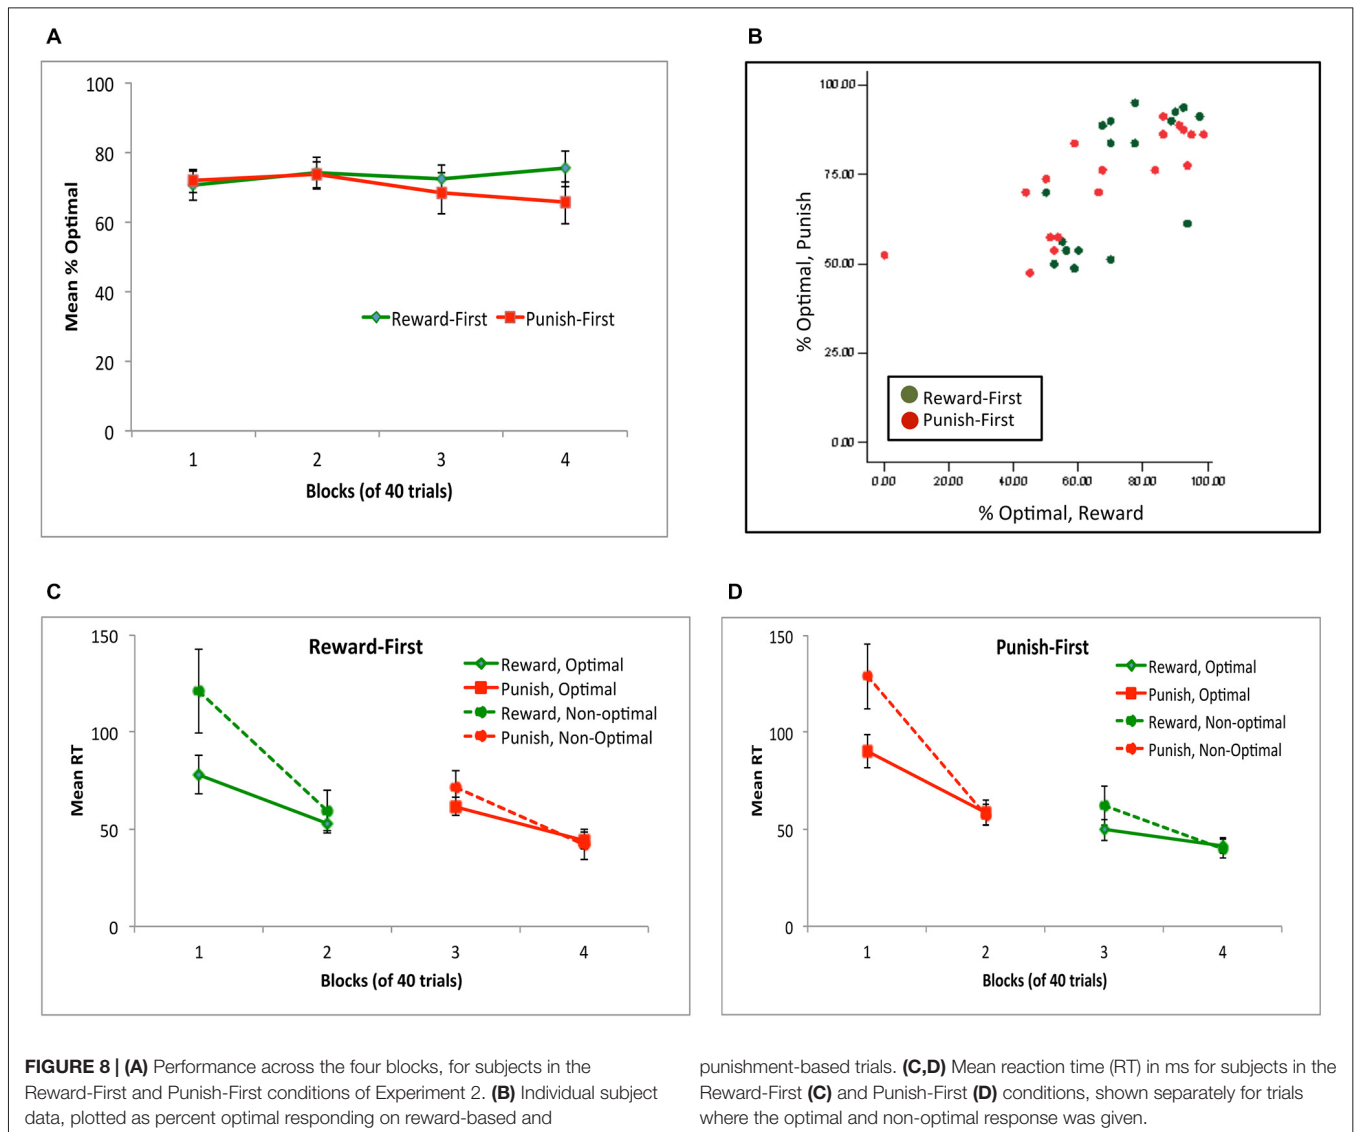 A
100
80
60
40
20
0
Mean % Optimal
Reward-First Punish-First
1 2 3 4
Blocks (of 40 trials)
B
100.00
75.00
50.00
25.00
0.00
% Optimal, Punish
Reward-First
Punish-First
0.00 20.00 40.00 60.00 80.00 100.00
% Optimal, Reward
C
Reward-First
150
100
50
0
Mean RT
Reward, Optimal
Punish, Optimal
Reward, Non-optimal
Punish, Non-Optimal
1 2 3 4
Blocks (of 40 trials)
D
Punish-First
150
100
50
0
Mean RT
Reward, Optimal
Punish, Optimal
Reward, Non-optimal
Punish, Non-Optimal
1 2 3 4
Blocks (of 40 trials)
FIGURE 8 | (A) Performance across the four blocks, for subjects in the
Reward-First and Punish-First conditions of Experiment 2. (B) Individual subject
data, plotted as percent optimal responding on reward-based and
punishment-based trials. (C,D) Mean reaction time (RT) in ms for subjects in the
Reward-First (C) and Punish-First (D) conditions, shown separately for trials
where the optimal and non-optimal response was given.